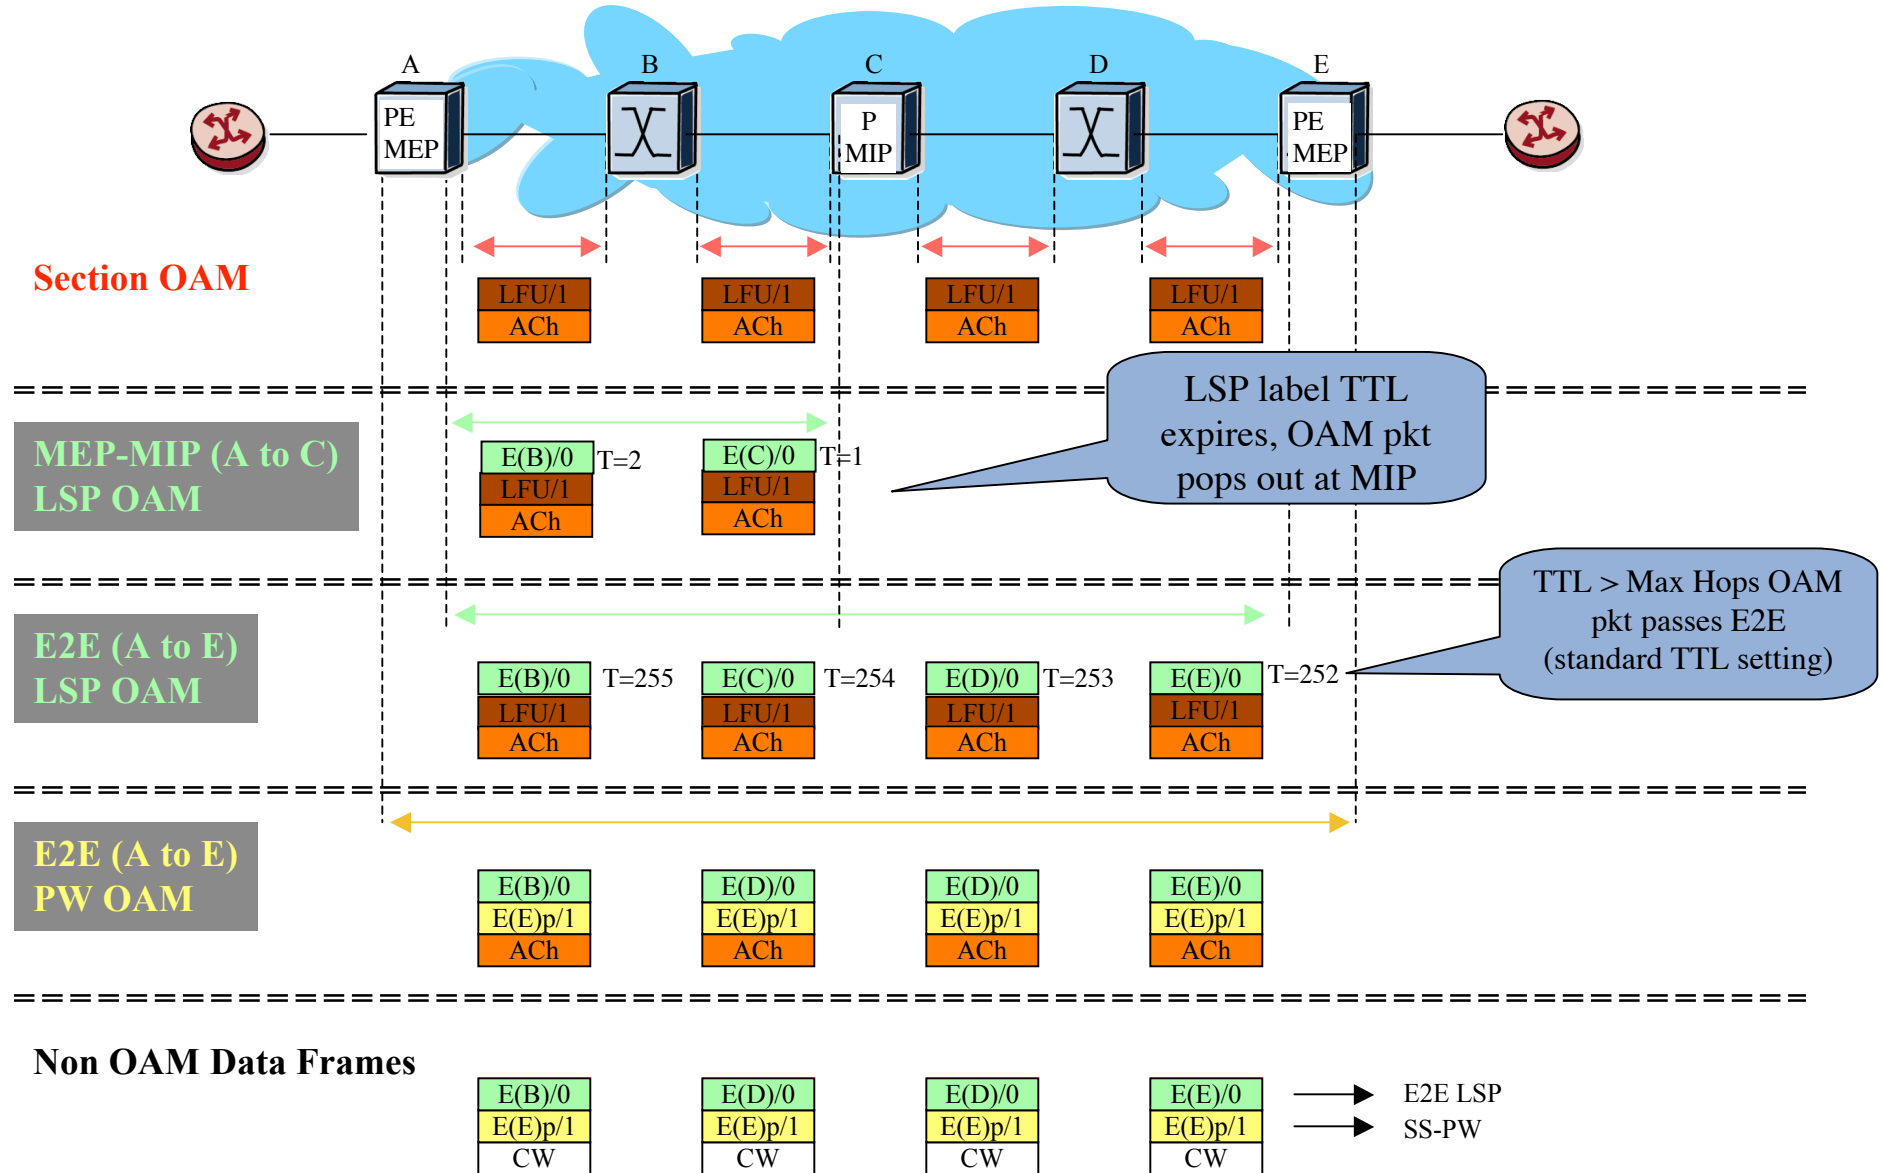 A B C D E
PE
MEP
P
MIP
PE
MEP
Section OAM
LFU/1 LFU/1 LFU/1 LFU/1
ACh ACh ACh ACh
LSP label TTL
expires, OAM pkt
pops out at MIP
MEP-MIP (A to C)
LSP OAM
E(B)/0 T=2 E(C)/0 T=1
LFU/1 LFU/1
ACh ACh
TTL > Max Hops OAM
pkt passes E2E
(standard TTL setting)
E2E (A to E)
LSP OAM
E(B)/0 T=255 E(C)/0 T=254 E(D)/0 T=253 E(E)/0 T=252
LFU/1 LFU/1 LFU/1 LFU/1
ACh ACh ACh ACh
E2E (A to E)
PW OAM
E(B)/0 E(D)/0 E(D)/0 E(E)/0
E(E)p/1 E(E)p/1 E(E)p/1 E(E)p/1
ACh ACh ACh ACh
Non OAM Data Frames
E(B)/0 E(D)/0 E(D)/0 E(E)/0 E2E LSP
E(E)p/1 E(E)p/1 E(E)p/1 E(E)p/1 SS-PW
CW CW CW CW